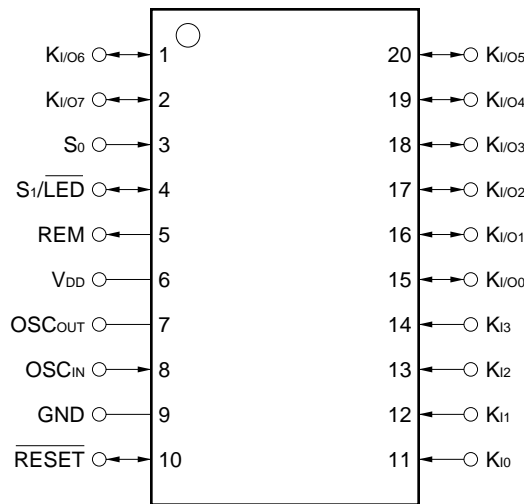 KI/O6 1 20 KI/O5
KI/O7 2 19 KI/O4
S0 3 18 KI/O3
S1/LED 4 17 KI/O2
REM 5 16 KI/O1
VDD 6 15 KI/O0
OSCOUT 7 14 KI3
OSCIN 8 13 KI2
GND 9 12 KI1
RESET 10 11 KI0